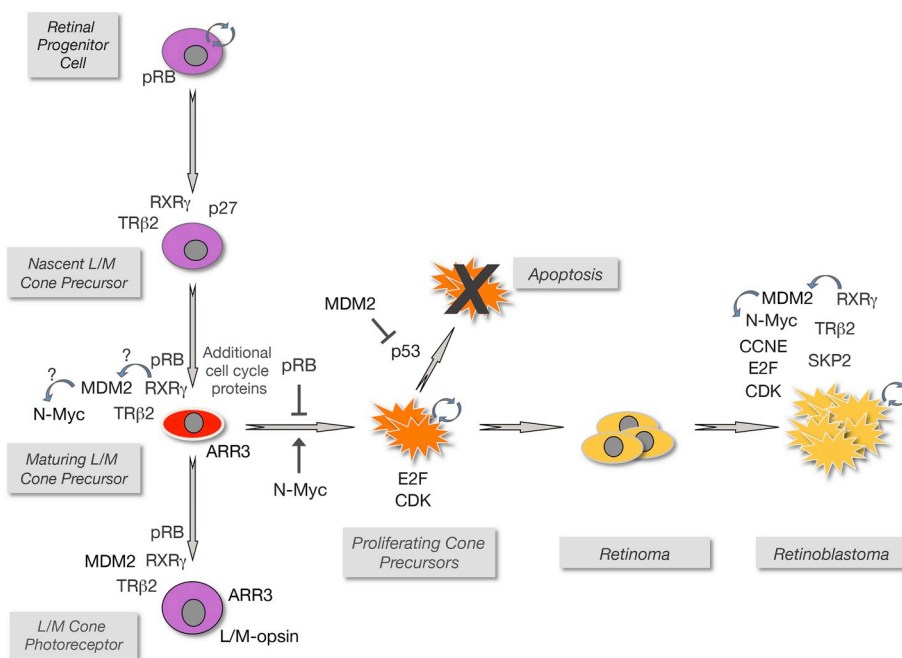 Retinal
Progenitor
Cell
pRB
RXRγ
p27
TRβ2
Nascent L/M
Cone Precursor
?
?
pRB
MDM2
RXRγ
N-Myc
TRβ2
Additional
cell cycle
proteins
ARR3
Maturing L/M
Cone Precursor
pRB
MDM2
RXRγ
TRβ2
ARR3
L/M-opsin
L/M Cone
Photoreceptor
pRB
N-Myc
MDM2
p53
Apoptosis
E2F
CDK
Proliferating Cone
Precursors
Retinoma
MDM2
RXRγ
N-Myc
TRβ2
CCNE
E2F
SKP2
CDK
Retinoblastoma